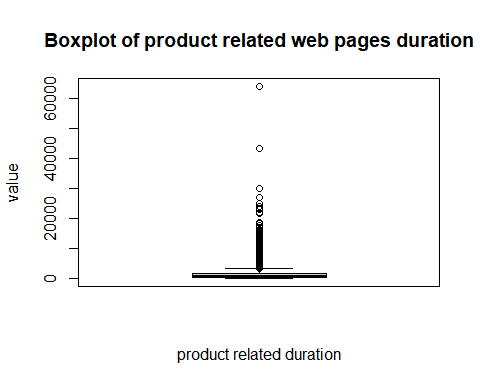 Boxplot of product related web pages duration
value
60000
40000
20000
0
product related duration